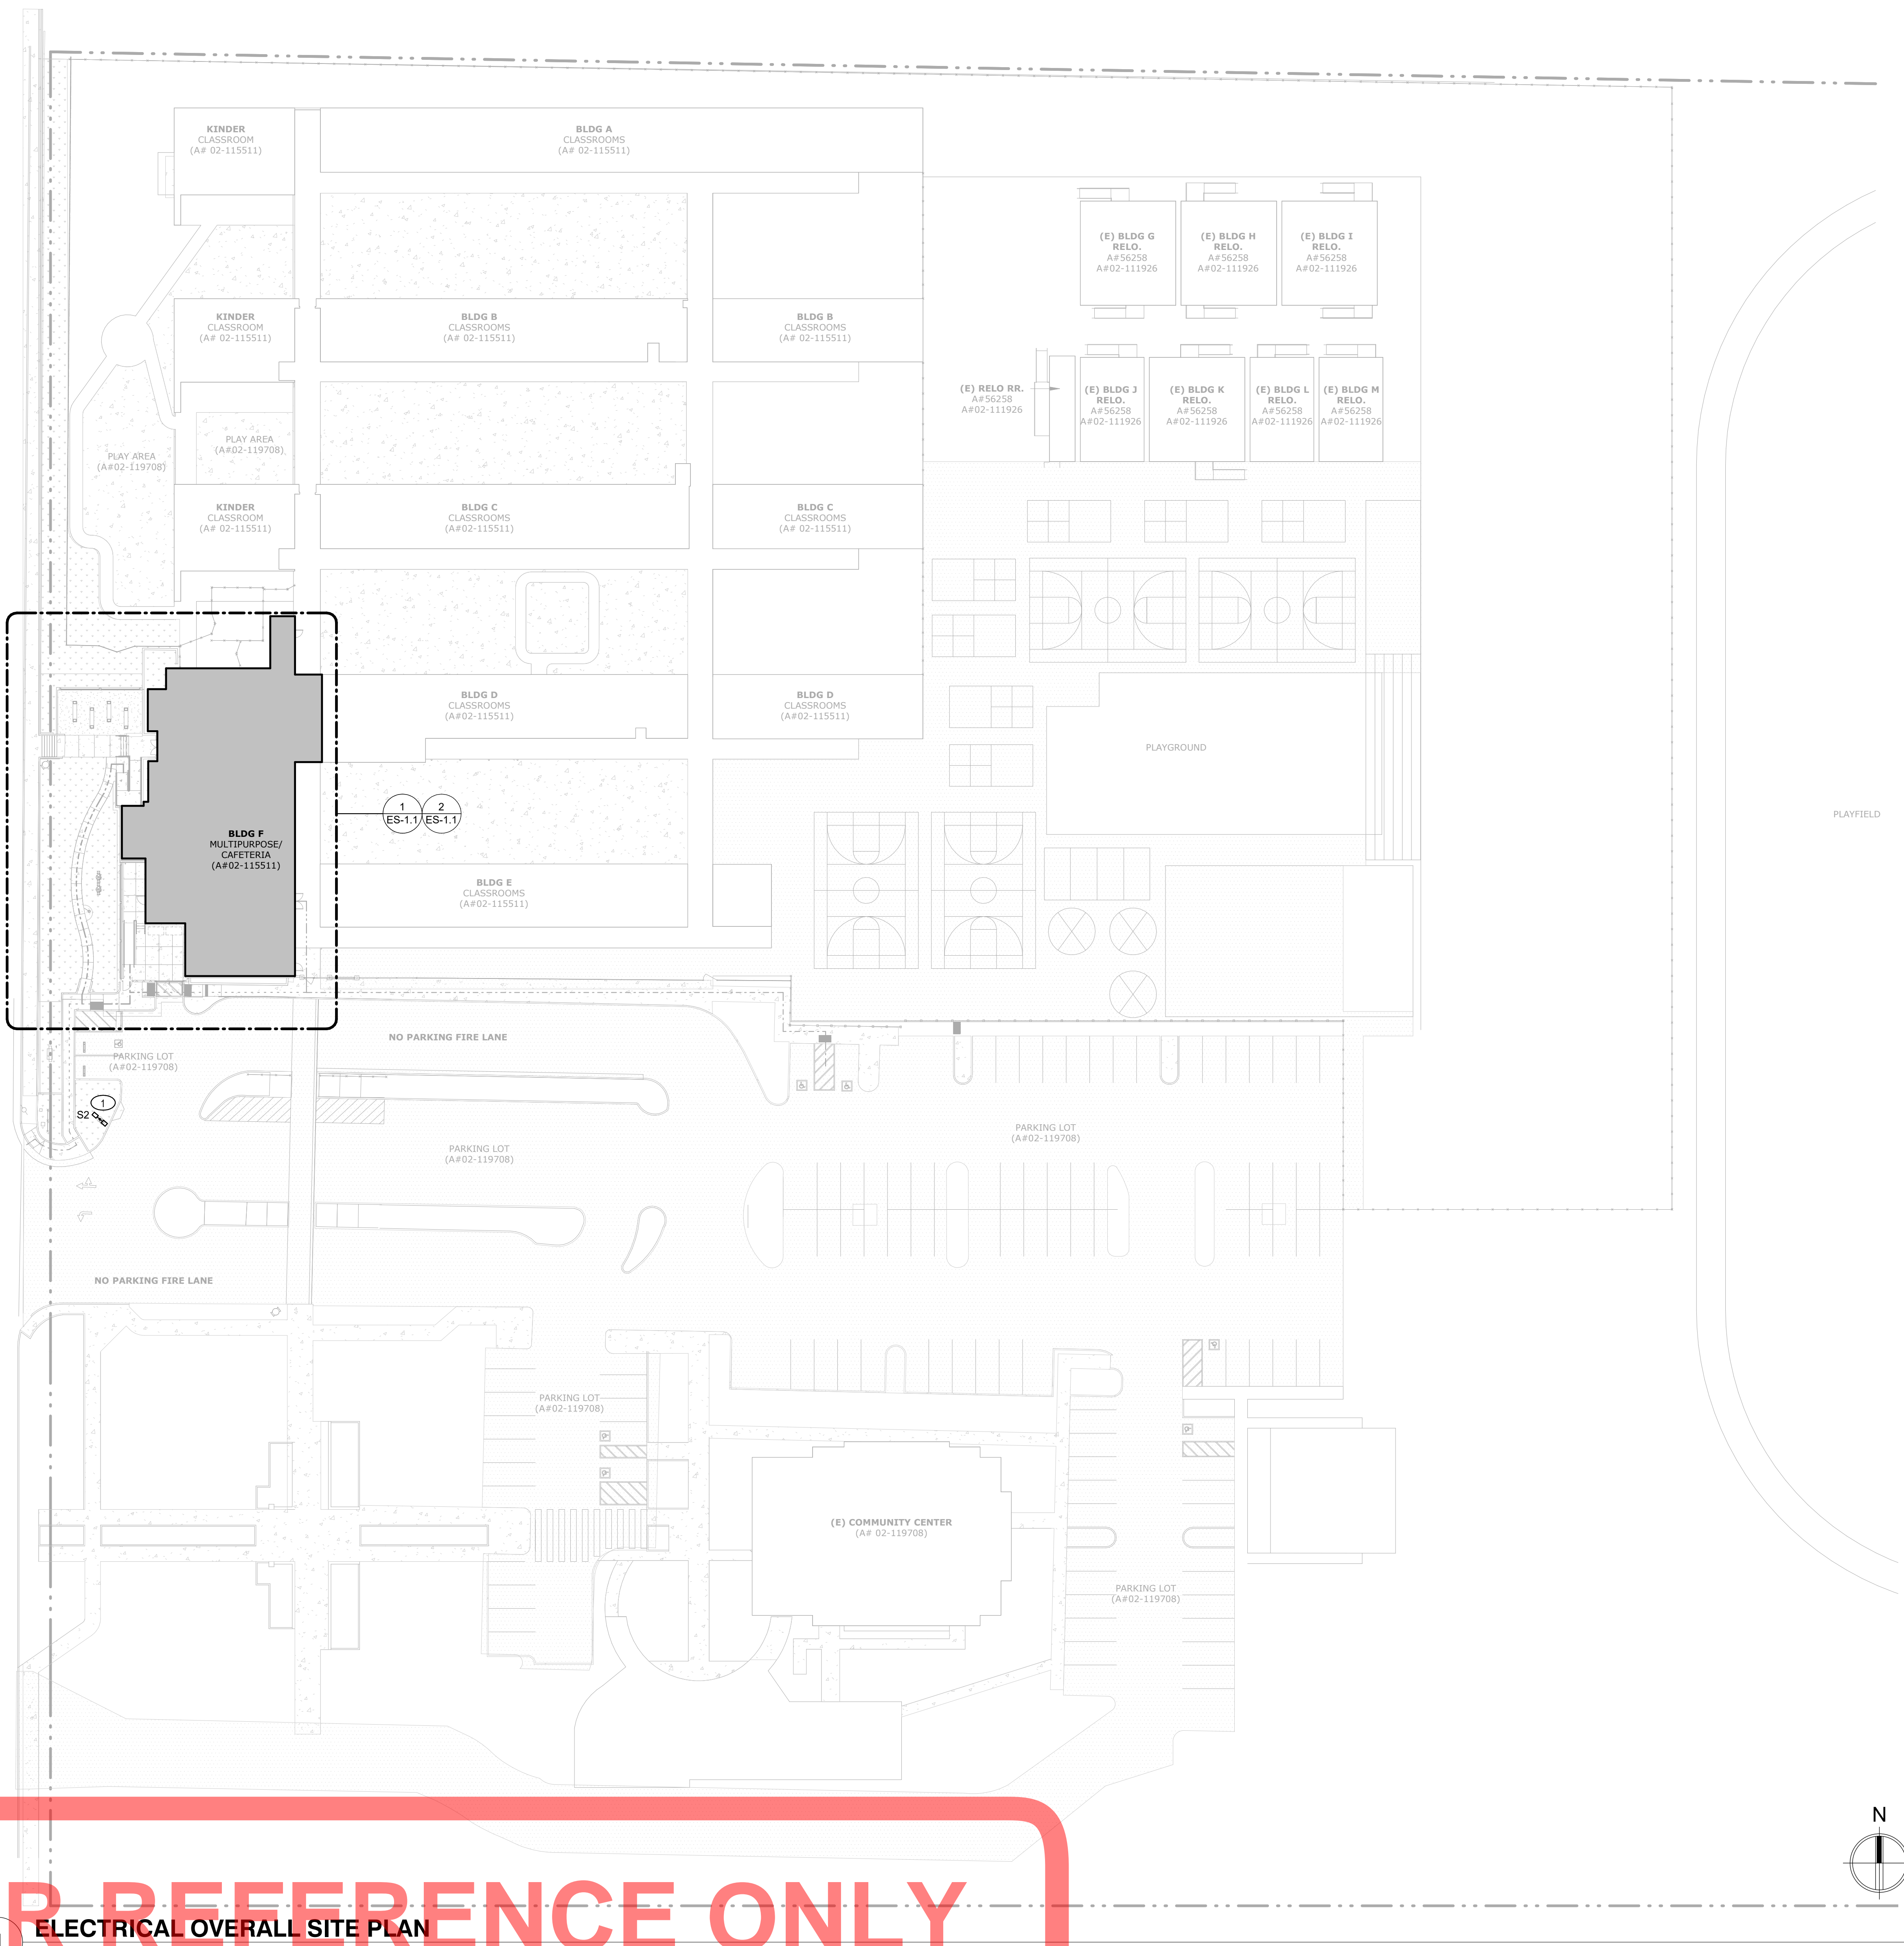 KINDER
CLASSROOM
(A# 02-115511)
BLDG A
CLASSROOMS
(A# 02-115511)
(E) BLDG G
RELO.
A#56258
A#02-111926
(E) BLDG H
RELO.
A#56258
A#02-111926
(E) BLDG I
RELO.
A#56258
A#02-111926
KINDER
CLASSROOM
(A# 02-115511)
BLDG B
CLASSROOMS
(A# 02-115511)
BLDG B
CLASSROOMS
(A# 02-115511)
(E) RELO RR.
A#56258
A#02-111926
(E) BLDG J
RELO.
A#56258
A#02-111926
(E) BLDG K
RELO.
A#56258
A#02-111926
(E) BLDG L
RELO.
A#56258
A#02-111926
(E) BLDG M
RELO.
A#56258
A#02-111926
PLAY AREA
(A#02-119708)
PLAY AREA
(A#02-119708)
KINDER
CLASSROOM
(A# 02-115511)
BLDG C
CLASSROOMS
(A#02-115511)
BLDG C
CLASSROOMS
(A# 02-115511)
BLDG D
CLASSROOMS
(A#02-115511)
BLDG D
CLASSROOMS
(A#02-115511)
PLAYGROUND
PLAYFIELD
1
ES-1.1
2
ES-1.1
BLDG F
MULTIPURPOSE/
CAFETERIA
(A#02-115511)
BLDG E
CLASSROOMS
(A#02-115511)
NO PARKING FIRE LANE
PARKING LOT
(A#02-119708)
1
S2
PARKING LOT
(A#02-119708)
PARKING LOT
(A#02-119708)
NO PARKING FIRE LANE
PARKING LOT
(A#02-119708)
(E) COMMUNITY CENTER
(A# 02-119708)
PARKING LOT
(A#02-119708)
N
R REFERENCE ONLY
ELECTRICAL OVERALL SITE PLAN